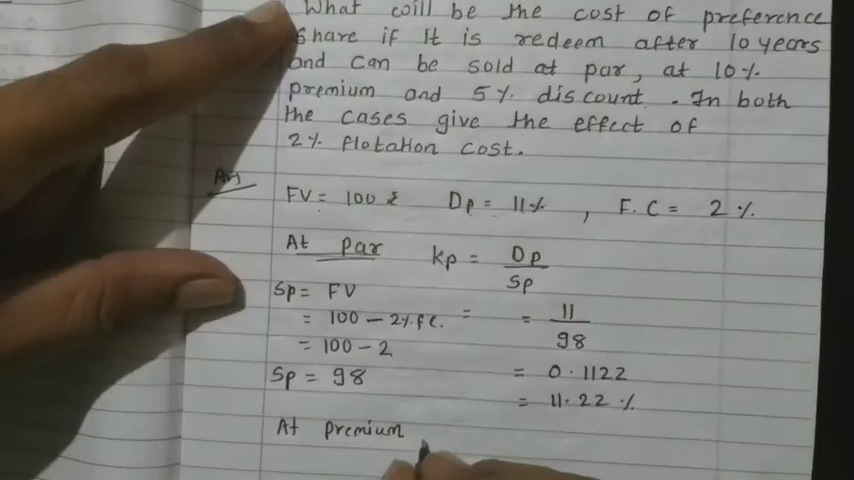 What will be the cost of preference
share if it is redeem after 10 years
and can be sold at par, at 10%
premium and 5% discount. In both
the cases give the effect of
2% flotation cost.
Ans
FV = 100 ₹ Dp = 11% , F.C = 2%
At par Kp = Dp
Sp
Sp = FV
= 100 - 2% f c. = = 11
98
= 100 - 2
Sp = 98 = 0.1122
= 11.22 %
At premium